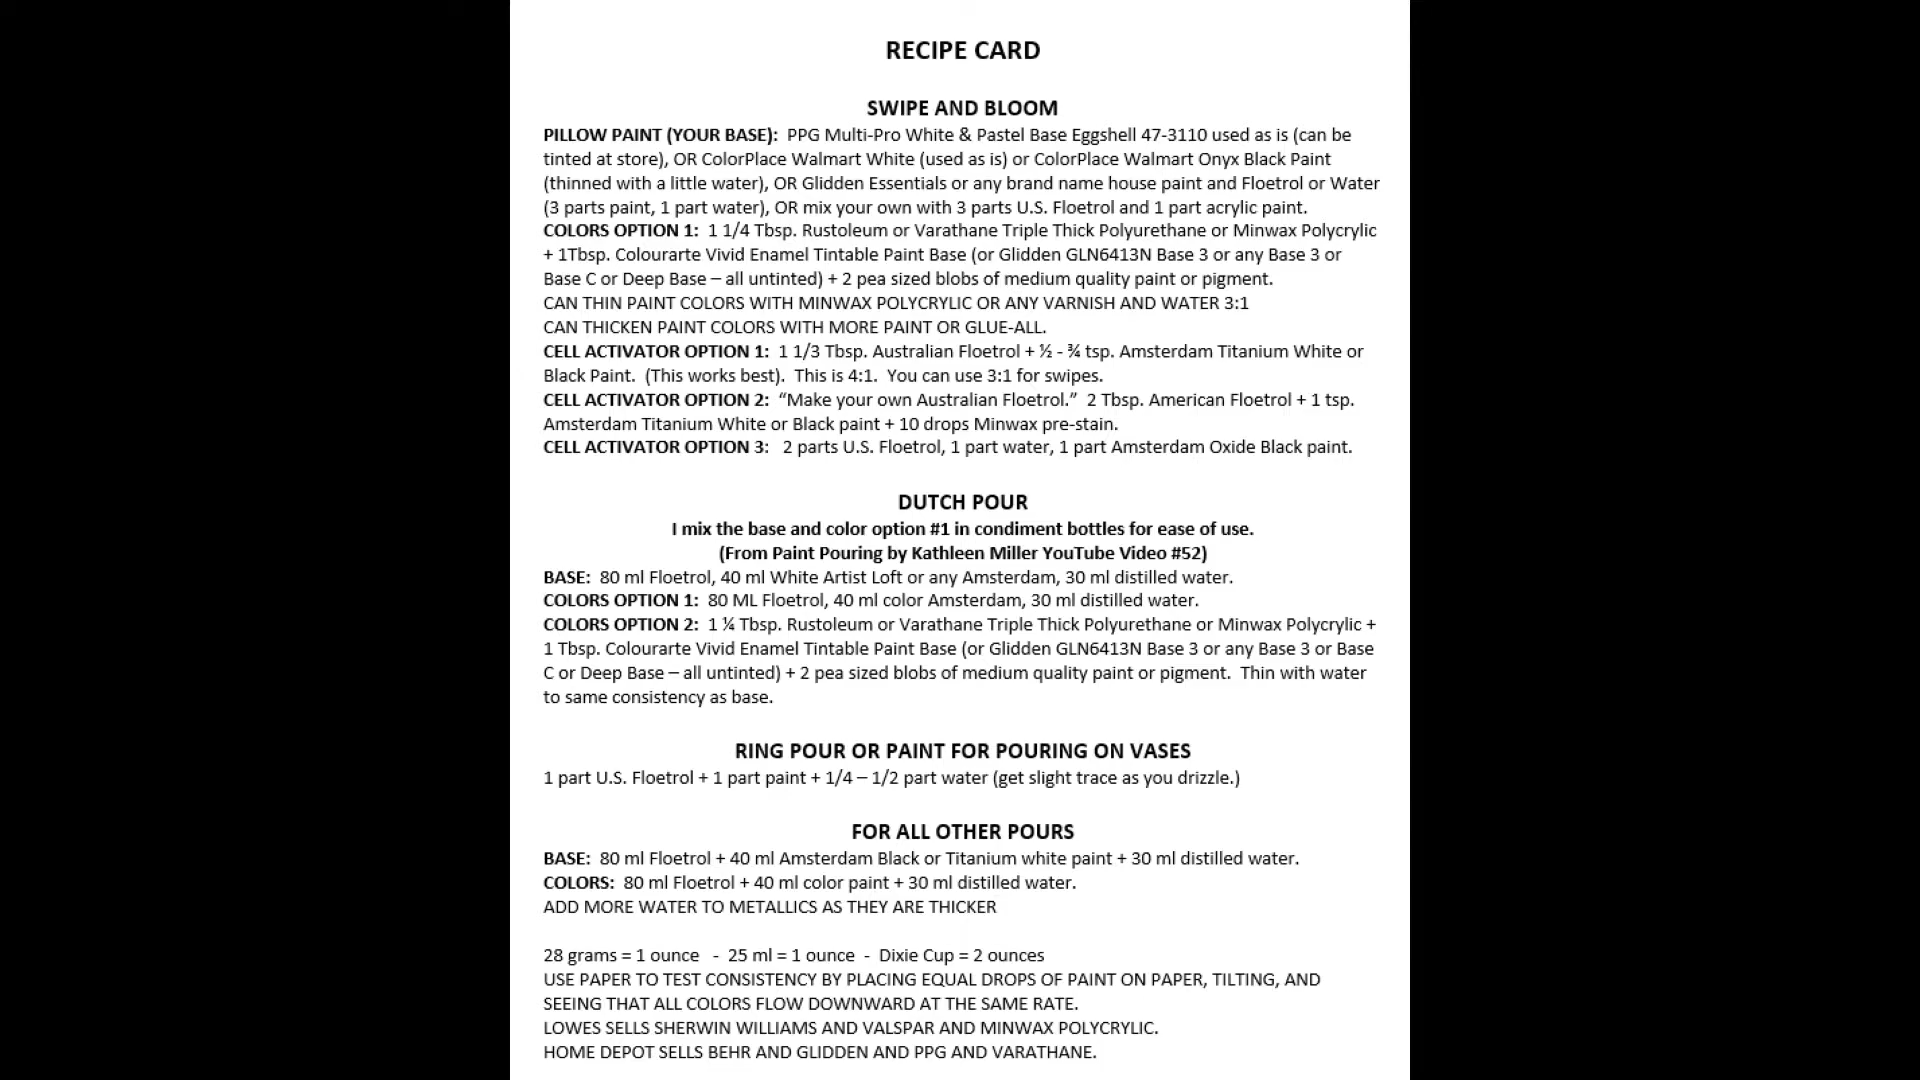 RECIPE CARD
SWIPE AND BLOOM
PILLOW PAINT (YOUR BASE):  PPG Multi-Pro White & Pastel Base Eggshell 47-3110 used as is (can be
tinted at store), OR ColorPlace Walmart White (used as is) or ColorPlace Walmart Onyx Black Paint
(thinned with a little water), OR Glidden Essentials or any brand name house paint and Floetrol or Water
(3 parts paint, 1 part water), OR mix your own with 3 parts U.S. Floetrol and 1 part acrylic paint.
COLORS OPTION 1:  1 1/4 Tbsp. Rustoleum or Varathane Triple Thick Polyurethane or Minwax Polycrylic
+ 1Tbsp. Colourarte Vivid Enamel Tintable Paint Base (or Glidden GLN6413N Base 3 or any Base 3 or
Base C or Deep Base – all untinted) + 2 pea sized blobs of medium quality paint or pigment.
CAN THIN PAINT COLORS WITH MINWAX POLYCRYLIC OR ANY VARNISH AND WATER 3:1
CAN THICKEN PAINT COLORS WITH MORE PAINT OR GLUE-ALL.
CELL ACTIVATOR OPTION 1:  1 1/3 Tbsp. Australian Floetrol + ½ - ¾ tsp. Amsterdam Titanium White or
Black Paint.  (This works best).  This is 4:1.  You can use 3:1 for swipes.
CELL ACTIVATOR OPTION 2:  “Make your own Australian Floetrol.”  2 Tbsp. American Floetrol + 1 tsp.
Amsterdam Titanium White or Black paint + 10 drops Minwax pre-stain.
CELL ACTIVATOR OPTION 3:   2 parts U.S. Floetrol, 1 part water, 1 part Amsterdam Oxide Black paint.
DUTCH POUR
I mix the base and color option #1 in condiment bottles for ease of use.
(From Paint Pouring by Kathleen Miller YouTube Video #52)
BASE:  80 ml Floetrol, 40 ml White Artist Loft or any Amsterdam, 30 ml distilled water.
COLORS OPTION 1:  80 ML Floetrol, 40 ml color Amsterdam, 30 ml distilled water.
COLORS OPTION 2:  1 ¼ Tbsp. Rustoleum or Varathane Triple Thick Polyurethane or Minwax Polycrylic +
1 Tbsp. Colourarte Vivid Enamel Tintable Paint Base (or Glidden GLN6413N Base 3 or any Base 3 or Base
C or Deep Base – all untinted) + 2 pea sized blobs of medium quality paint or pigment.  Thin with water
to same consistency as base.
RING POUR OR PAINT FOR POURING ON VASES
1 part U.S. Floetrol + 1 part paint + 1/4 – 1/2 part water (get slight trace as you drizzle.)
FOR ALL OTHER POURS
BASE:  80 ml Floetrol + 40 ml Amsterdam Black or Titanium white paint + 30 ml distilled water.
COLORS:  80 ml Floetrol + 40 ml color paint + 30 ml distilled water.
ADD MORE WATER TO METALLICS AS THEY ARE THICKER
28 grams = 1 ounce   -  25 ml = 1 ounce  -  Dixie Cup = 2 ounces
USE PAPER TO TEST CONSISTENCY BY PLACING EQUAL DROPS OF PAINT ON PAPER, TILTING, AND
SEEING THAT ALL COLORS FLOW DOWNWARD AT THE SAME RATE.
LOWES SELLS SHERWIN WILLIAMS AND VALSPAR AND MINWAX POLYCRYLIC.
HOME DEPOT SELLS BEHR AND GLIDDEN AND PPG AND VARATHANE.